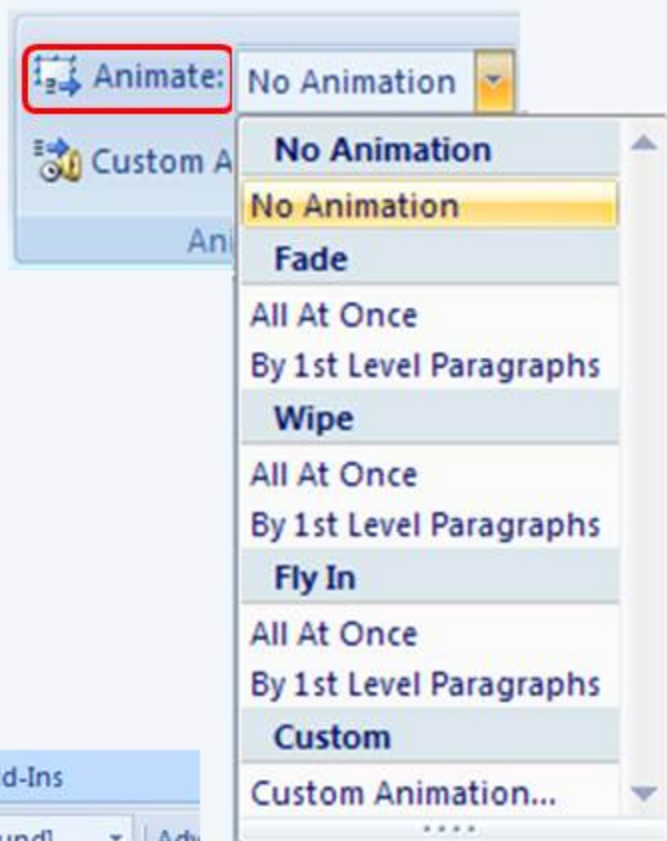 Animate: No Animation
Custom A
Ani
No Animation
No Animation
Fade
All At Once
By 1st Level Paragraphs
Wipe
All At Once
By 1st Level Paragraphs
Fly In
All At Once
By 1st Level Paragraphs
Custom
Custom Animation...
d-Ins